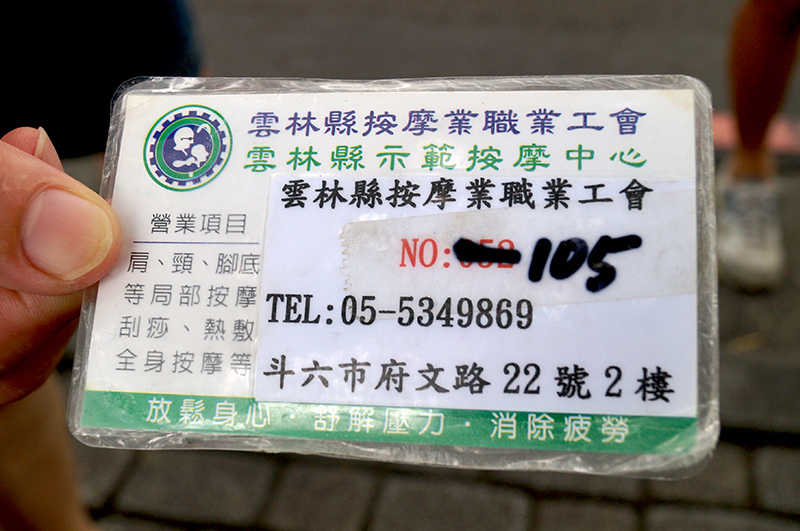 雲林縣按摩業職業工會
雲林縣示範按摩中心
雲林縣按摩業職業工會
營業項目
肩、頸、腳底
等局部按摩
刮痧、熱敷
全身按摩等
NO: 105
TEL:05-5349869
斗六市府文路22號2樓
放鬆身心·舒解壓力·消除疲勞